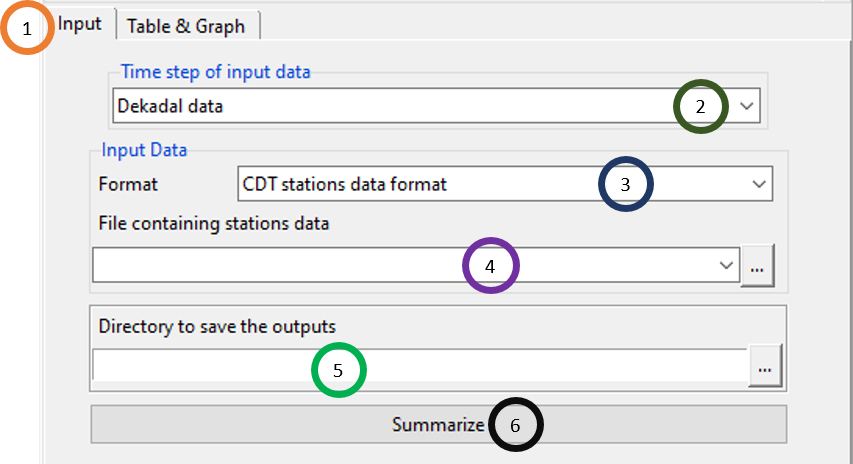 1 Input Table & Graph
Time step of input data
Dekadal data 2
Input Data
Format CDT stations data format 3
File containing stations data
4 ...
Directory to save the outputs
5 ...
Summarize 6